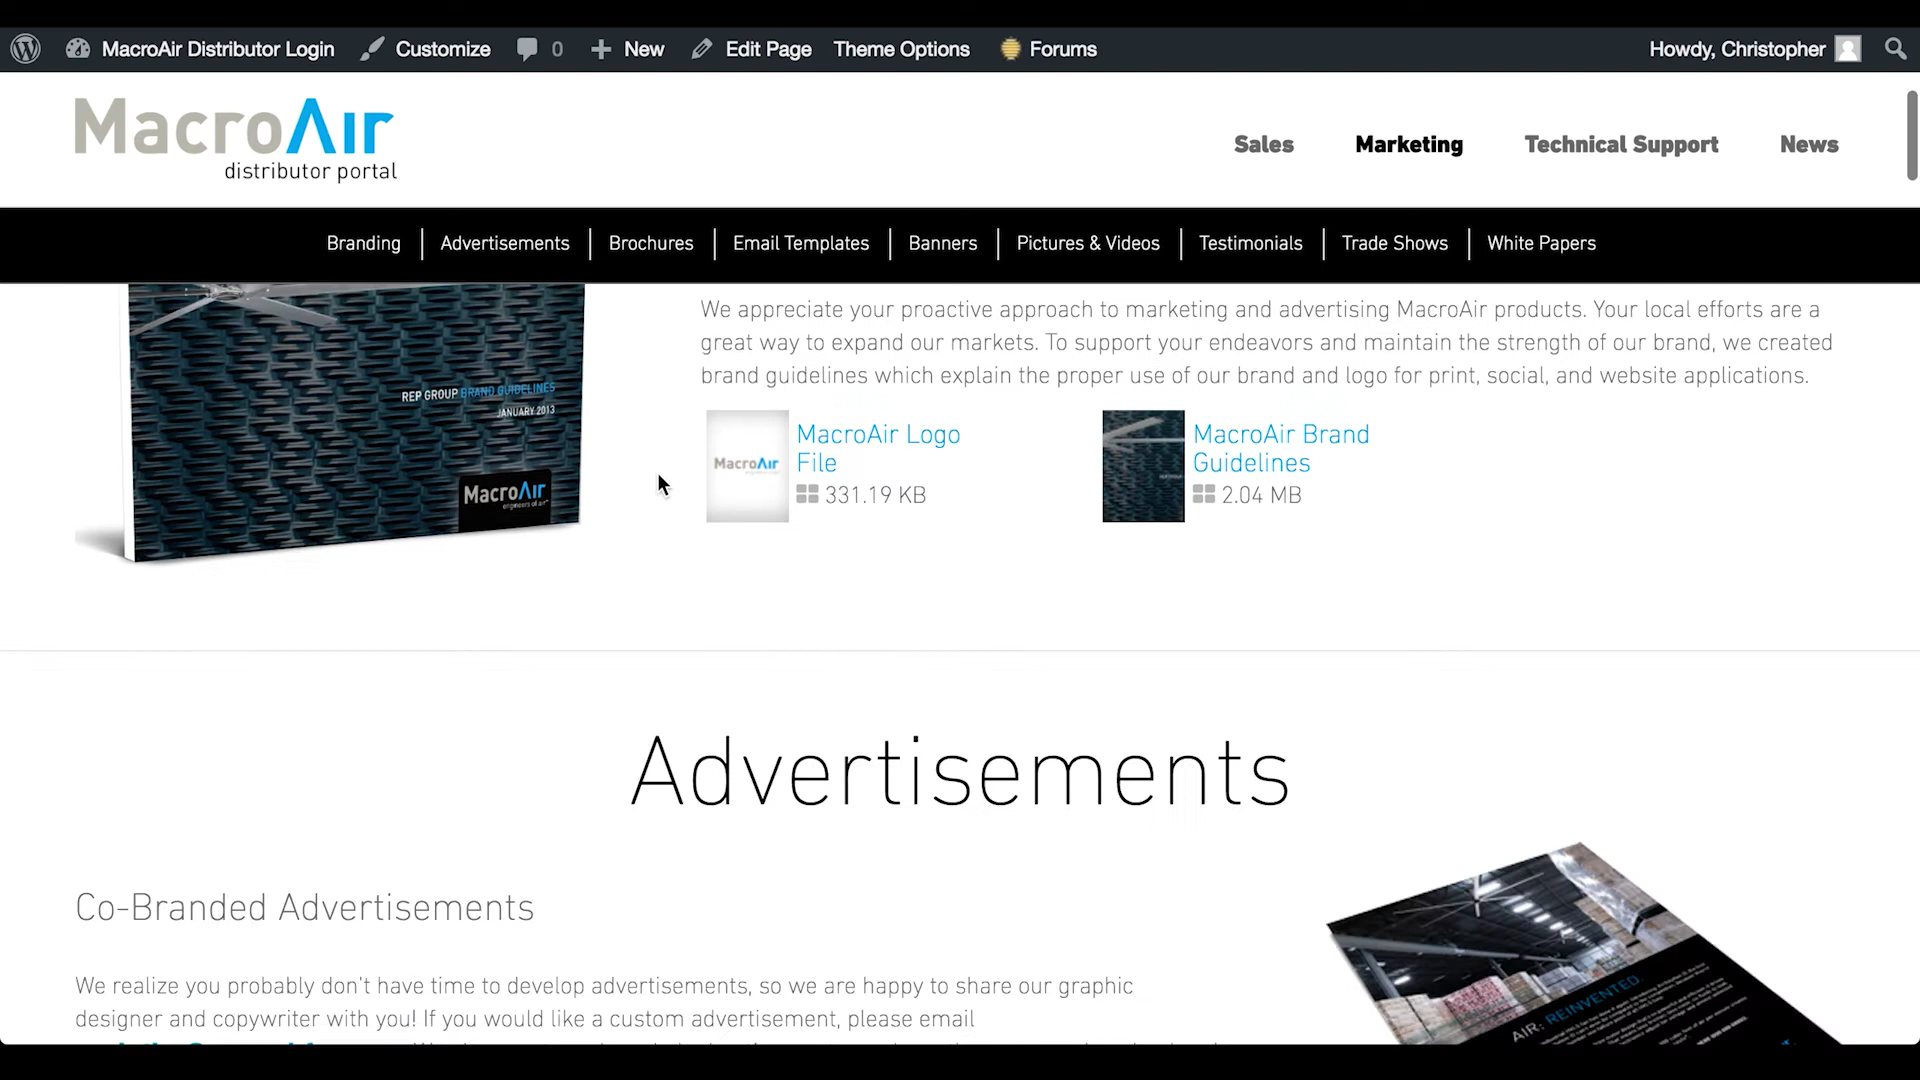 MacroAir Distributor Login Customize 0 New Edit Page Theme Options Forums Howdy, Christopher
MacroAir
distributor portal
Sales Marketing Technical Support News
Branding Advertisements Brochures Email Templates Banners Pictures & Videos Testimonials Trade Shows White Papers
REP GROUP BRAND GUIDELINES
JANUARY 2013
MacroAir
engineers of air
We appreciate your proactive approach to marketing and advertising MacroAir products. Your local efforts are a
great way to expand our markets. To support your endeavors and maintain the strength of our brand, we created
brand guidelines which explain the proper use of our brand and logo for print, social, and website applications.
MacroAir
MacroAir Logo
File
331.19 KB
MacroAir Brand
Guidelines
2.04 MB
Advertisements
Co-Branded Advertisements
We realize you probably don't have time to develop advertisements, so we are happy to share our graphic
designer and copywriter with you! If you would like a custom advertisement, please email
AIR: REINVENTED.